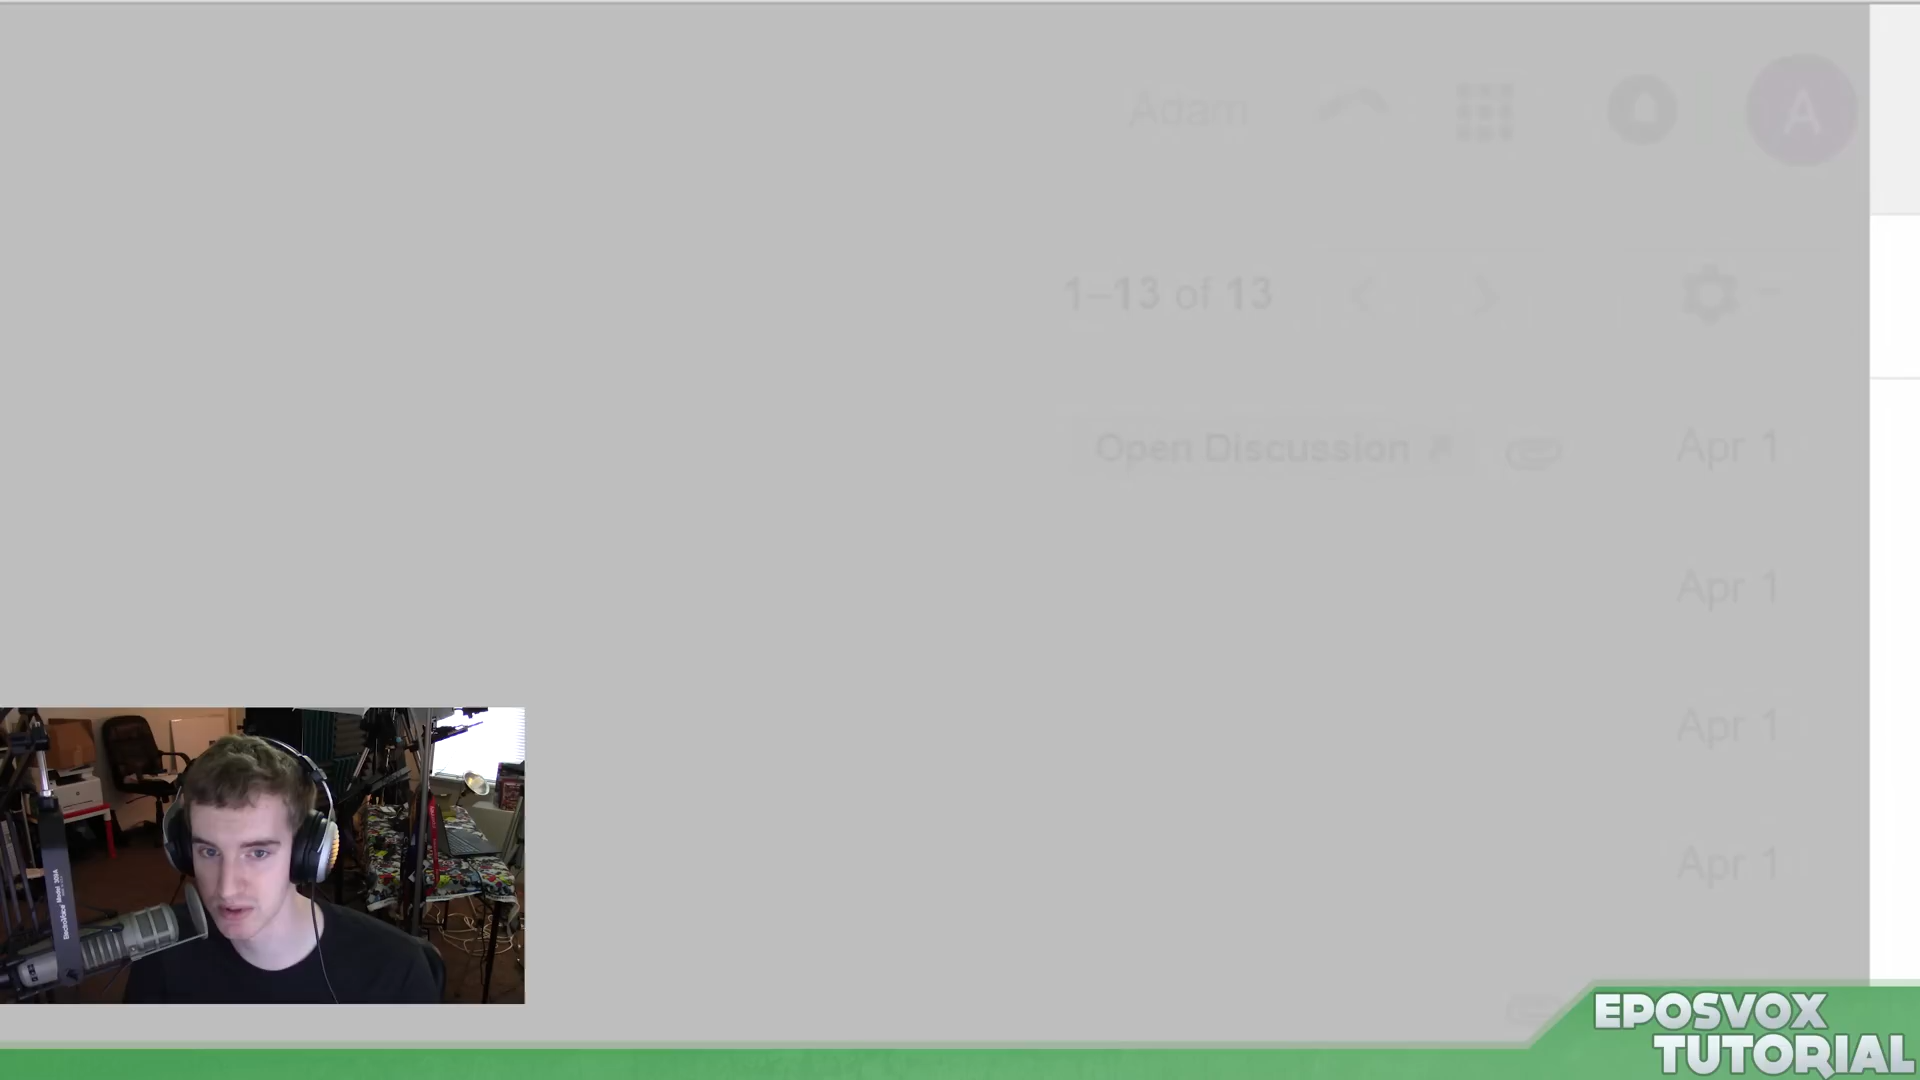 Adam
A
1–13 of 13
Open Discussion
Apr 1
Apr 1
Apr 1
Apr 1
EPOSVOX
TUTORIAL